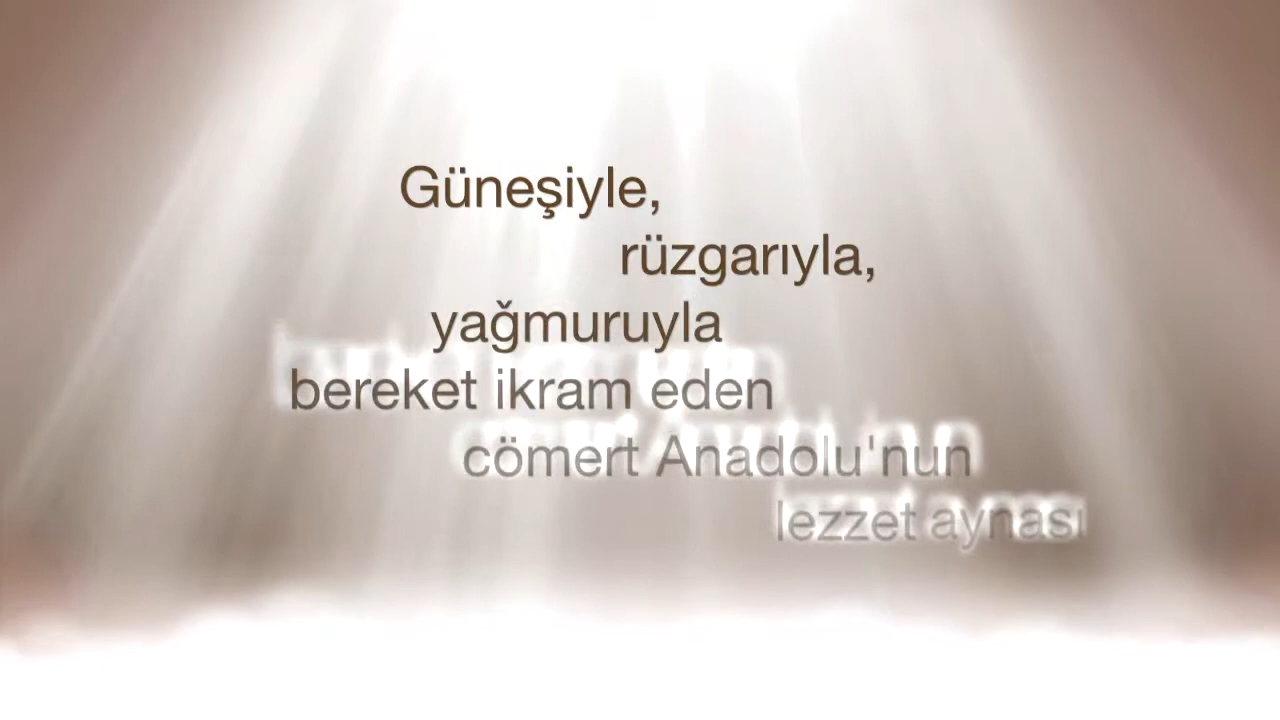 Güneşiyle,
rüzgarıyla,
yağmuruyla
bereket ikram eden
cömert Anadolu'nun
lezzet aynası